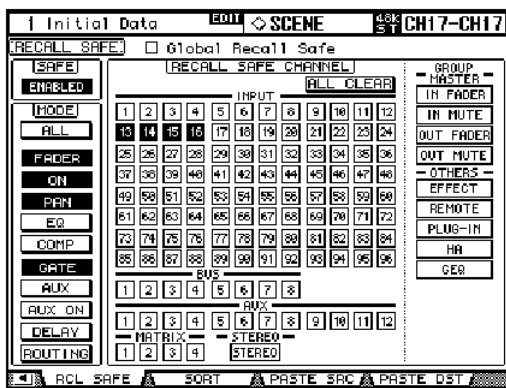 1 Initial Data EDIT ◇SCENE 48K ST CH17-CH17
RECALL SAFE □ Global Recall Safe
SAFE
ENABLED
MODE
ALL
FADER
ON
PAN
EQ
COMP
GATE
AUX
AUX ON
DELAY
ROUTING
RECALL SAFE CHANNEL
ALL CLEAR
INPUT
1 2 3 4 5 6 7 8 9 10 11 12
13 14 15 16 17 18 19 20 21 22 23 24
25 26 27 28 29 30 31 32 33 34 35 36
37 38 39 40 41 42 43 44 45 46 47 48
49 50 51 52 53 54 55 56 57 58 59 60
61 62 63 64 65 66 67 68 69 70 71 72
73 74 75 76 77 78 79 80 81 82 83 84
85 86 87 88 89 90 91 92 93 94 95 96
BUS
1 2 3 4 5 6 7 8
AUX
1 2 3 4 5 6 7 8 9 10 11 12
MATRIX STEREO
1 2 3 4 STEREO
GROUP
MASTER
IN FADER
IN MUTE
OUT FADER
OUT MUTE
OTHERS
EFFECT
REMOTE
PLUG-IN
HA
GEQ
RCL SAFE SORT PASTE SRC PASTE DST